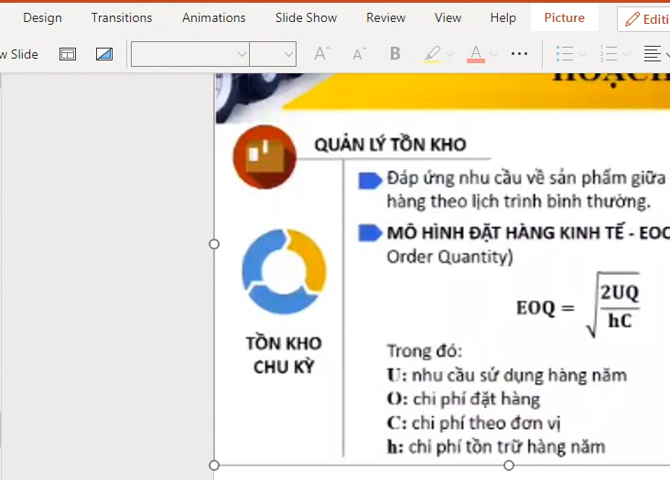 Design Transitions Animations Slide Show Review View Help Picture Editi
w Slide B A
HOẠCH
QUẢN LÝ TỒN KHO
Đáp ứng nhu cầu về sản phẩm giữa
hàng theo lịch trình bình thường.
MÔ HÌNH ĐẶT HÀNG KINH TẾ - EOQ
Order Quantity)
EOQ = √(2UQ/hC)
TỒN KHO
CHU KỲ
Trong đó:
U: nhu cầu sử dụng hàng năm
O: chi phí đặt hàng
C: chi phí theo đơn vị
h: chi phí tồn trữ hàng năm